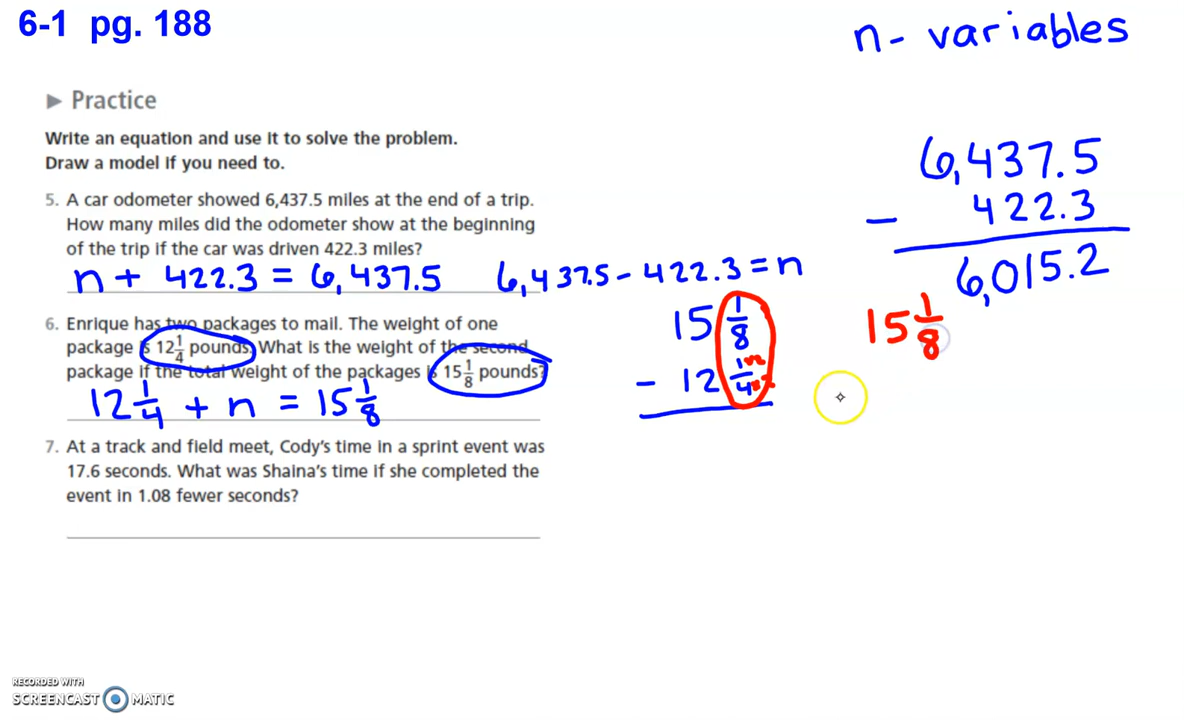 6-1 pg. 188
n - variables
▶ Practice
Write an equation and use it to solve the problem.
Draw a model if you need to.
5. A car odometer showed 6,437.5 miles at the end of a trip.
How many miles did the odometer show at the beginning
of the trip if the car was driven 422.3 miles?
n + 422.3 = 6,437.5 6,437.5 - 422.3 = n
6. Enrique has two packages to mail. The weight of one
package is 12 1/4 pounds. What is the weight of the second
package if the total weight of the packages is 15 1/8 pounds?
12 1/4 + n = 15 1/8
7. At a track and field meet, Cody's time in a sprint event was
17.6 seconds. What was Shaina's time if she completed the
event in 1.08 fewer seconds?
6,437.5
- 422.3
6,015.2
15 1/8
- 12 1/4
15 1/8
RECORDED WITH
SCREENCAST MATIC